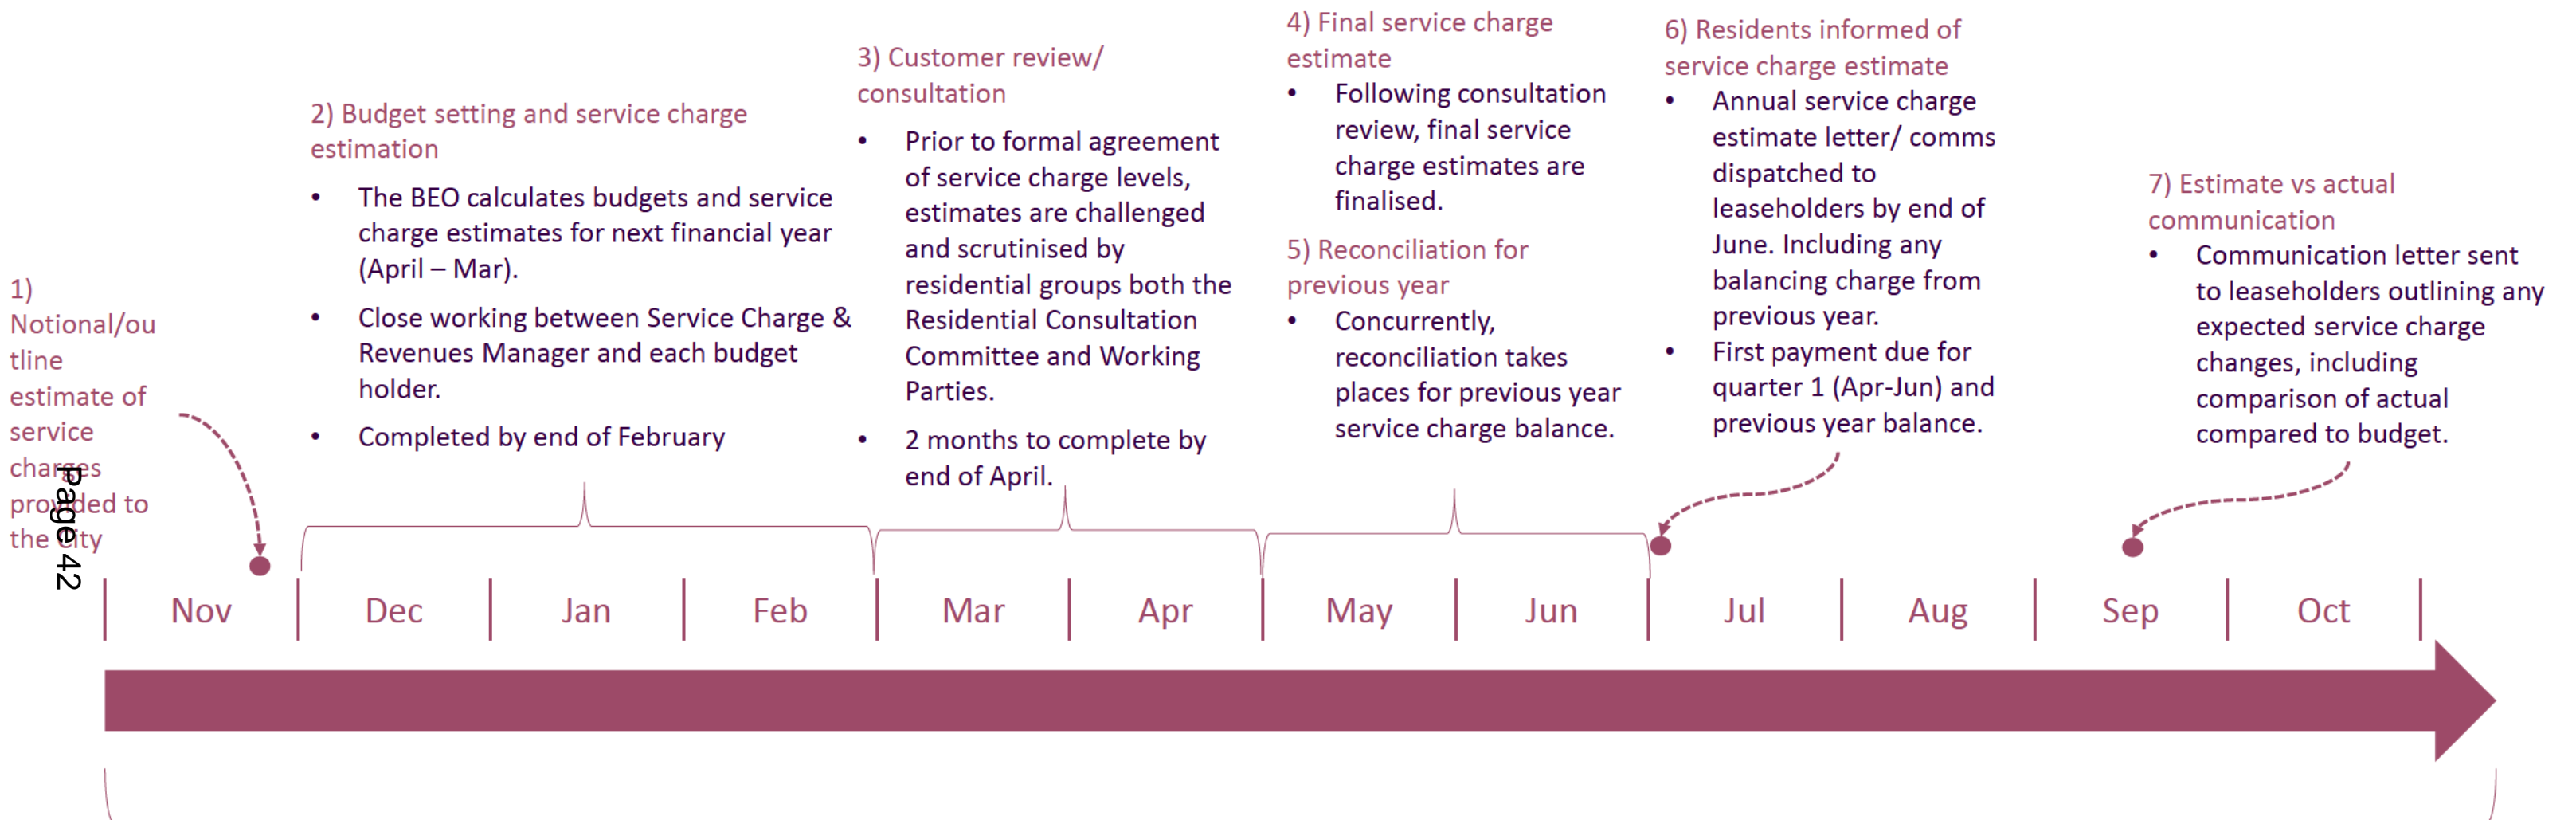 1)
Notional/ou
tline
estimate of
service
charges
provided to
the City
Page 42
2) Budget setting and service charge
estimation
• The BEO calculates budgets and service
charge estimates for next financial year
(April – Mar).
• Close working between Service Charge &
Revenues Manager and each budget
holder.
• Completed by end of February
3) Customer review/
consultation
• Prior to formal agreement
of service charge levels,
estimates are challenged
and scrutinised by
residential groups both the
Residential Consultation
Committee and Working
Parties.
• 2 months to complete by
end of April.
4) Final service charge
estimate
• Following consultation
review, final service
charge estimates are
finalised.
5) Reconciliation for
previous year
• Concurrently,
reconciliation takes
places for previous year
service charge balance.
6) Residents informed of
service charge estimate
• Annual service charge
estimate letter/ comms
dispatched to
leaseholders by end of
June. Including any
balancing charge from
previous year.
• First payment due for
quarter 1 (Apr-Jun) and
previous year balance.
7) Estimate vs actual
communication
• Communication letter sent
to leaseholders outlining any
expected service charge
changes, including
comparison of actual
compared to budget.
Nov
Dec
Jan
Feb
Mar
Apr
May
Jun
Jul
Aug
Sep
Oct